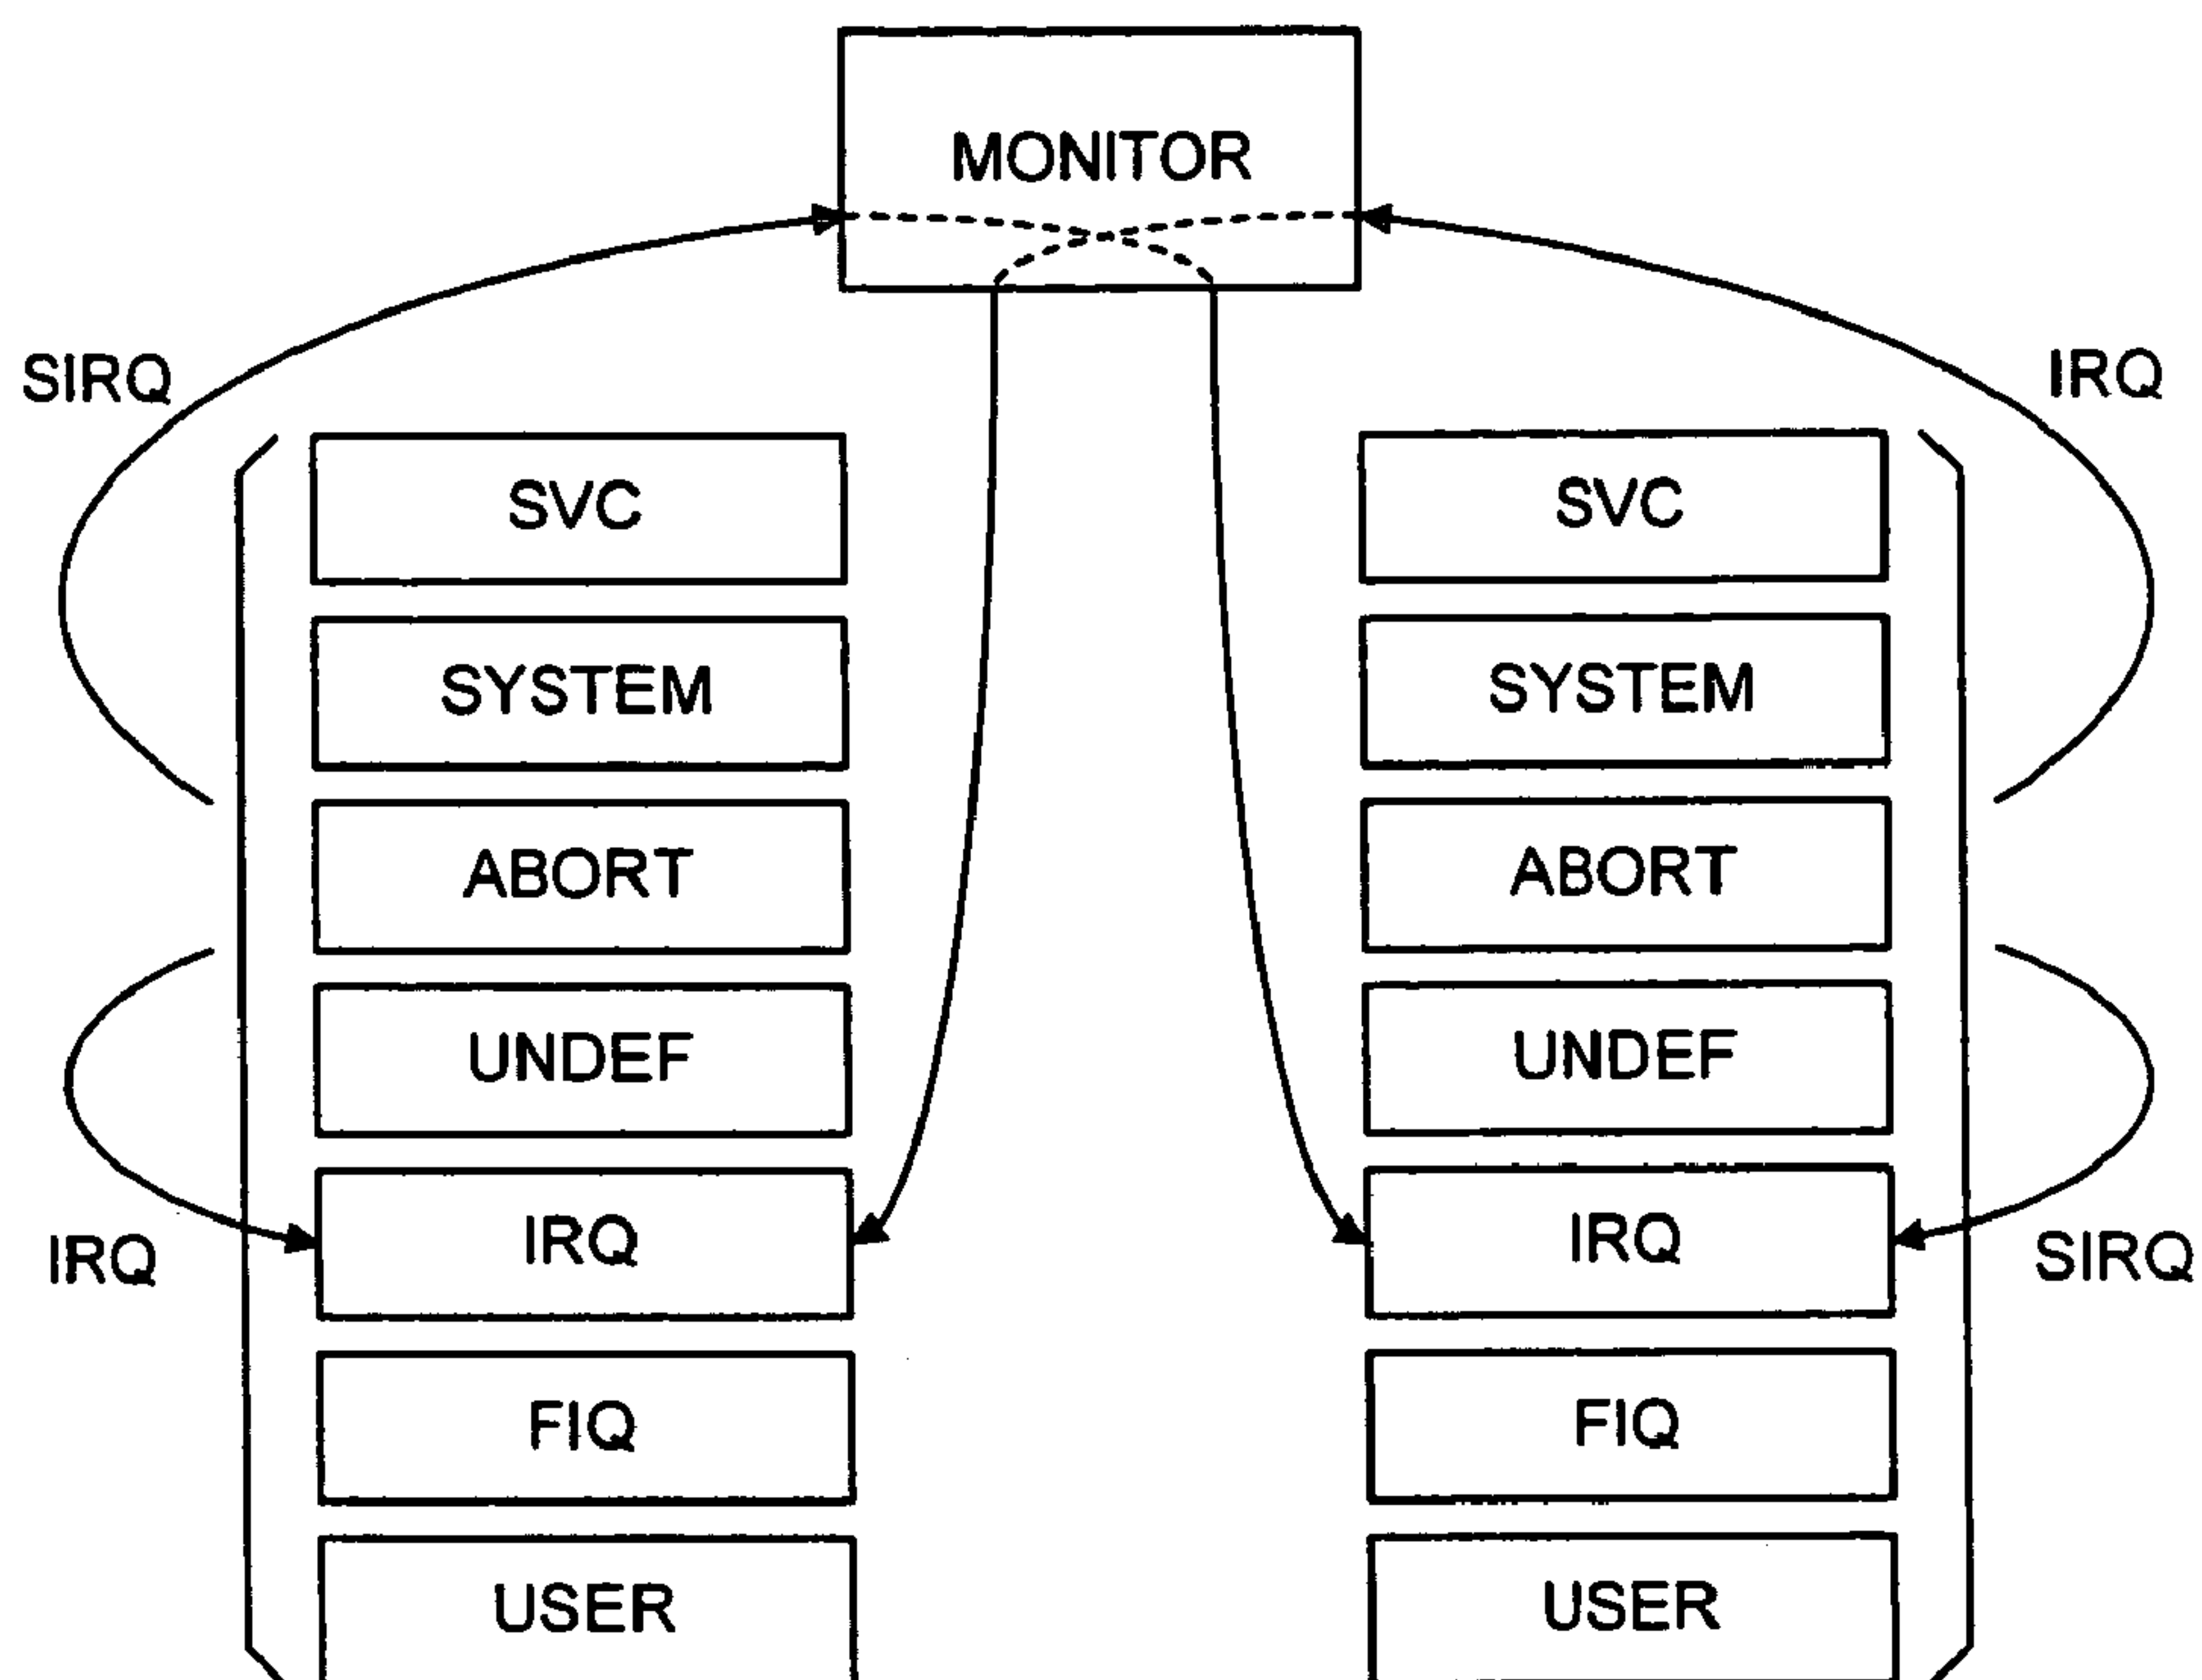 MONITOR
SIRQ
IRQ
SVC
SVC
SYSTEM
SYSTEM
ABORT
ABORT
UNDEF
UNDEF
IRQ
IRQ
IRQ
SIRQ
FIQ
FIQ
USER
USER